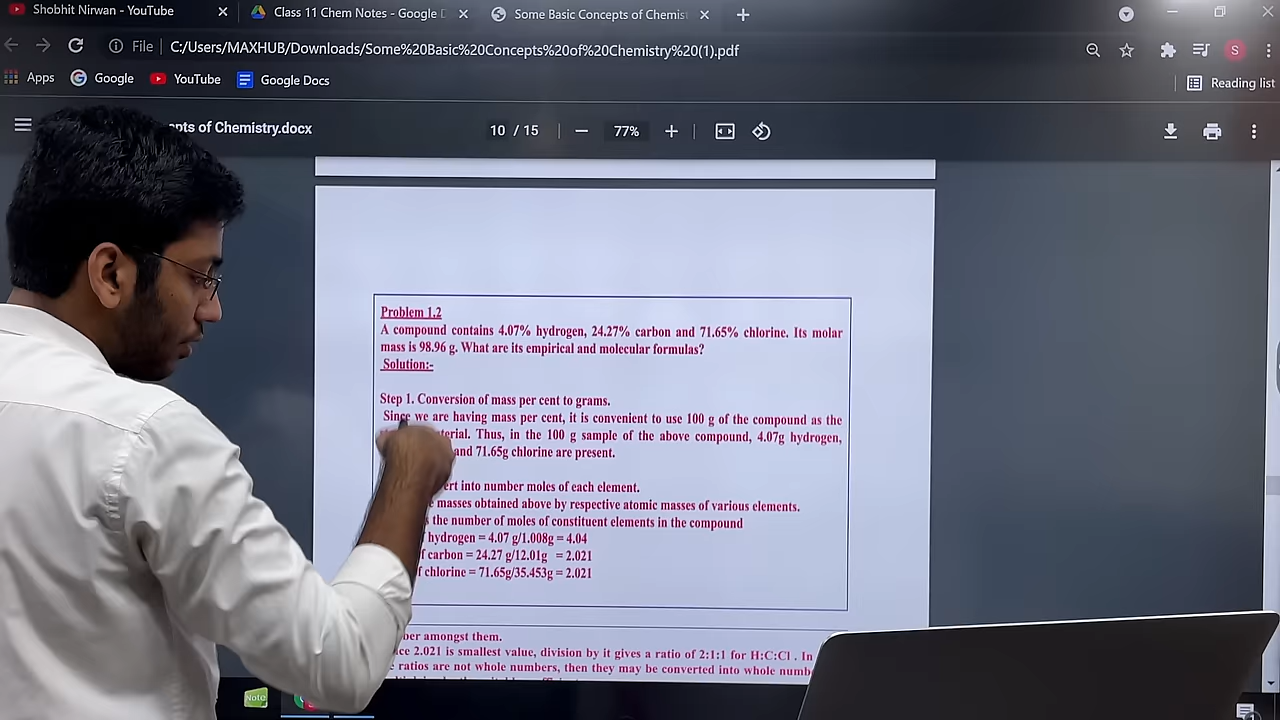 Shobhit Nirwan - YouTube
Class 11 Chem Notes - Google D
Some Basic Concepts of Chemist
File
C:/Users/MAXHUB/Downloads/Some%20Basic%20Concepts%20of%20Chemistry%20(1).pdf
S
Apps
Google
YouTube
Google Docs
Reading list
epts of Chemistry.docx
10 / 15
77%
Problem 1.2
A compound contains 4.07% hydrogen, 24.27% carbon and 71.65% chlorine. Its molar
mass is 98.96 g. What are its empirical and molecular formulas?
Solution:-
Step 1. Conversion of mass per cent to grams.
Since we are having mass per cent, it is convenient to use 100 g of the compound as the
terial. Thus, in the 100 g sample of the above compound, 4.07g hydrogen,
and 71.65g chlorine are present.
ert into number moles of each element.
masses obtained above by respective atomic masses of various elements.
the number of moles of constituent elements in the compound
hydrogen = 4.07 g/1.008g = 4.04
f carbon = 24.27 g/12.01g = 2.021
f chlorine = 71.65g/35.453g = 2.021
ber amongst them.
ce 2.021 is smallest value, division by it gives a ratio of 2:1:1 for H:C:Cl . In
ratios are not whole numbers, then they may be converted into whole numb
Note